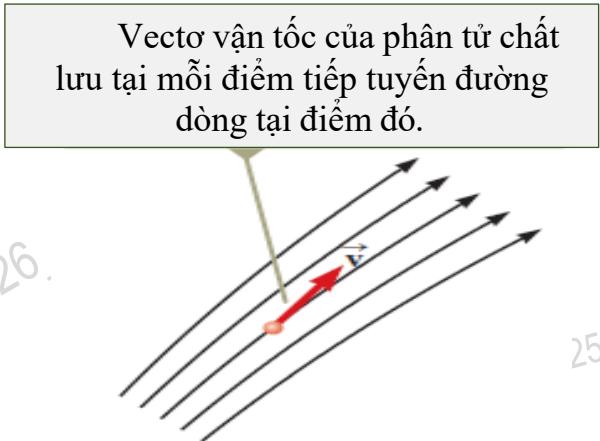 Vectơ vận tốc của phân tử chất
lưu tại mỗi điểm tiếp tuyến đường
dòng tại điểm đó.
v
26.
25